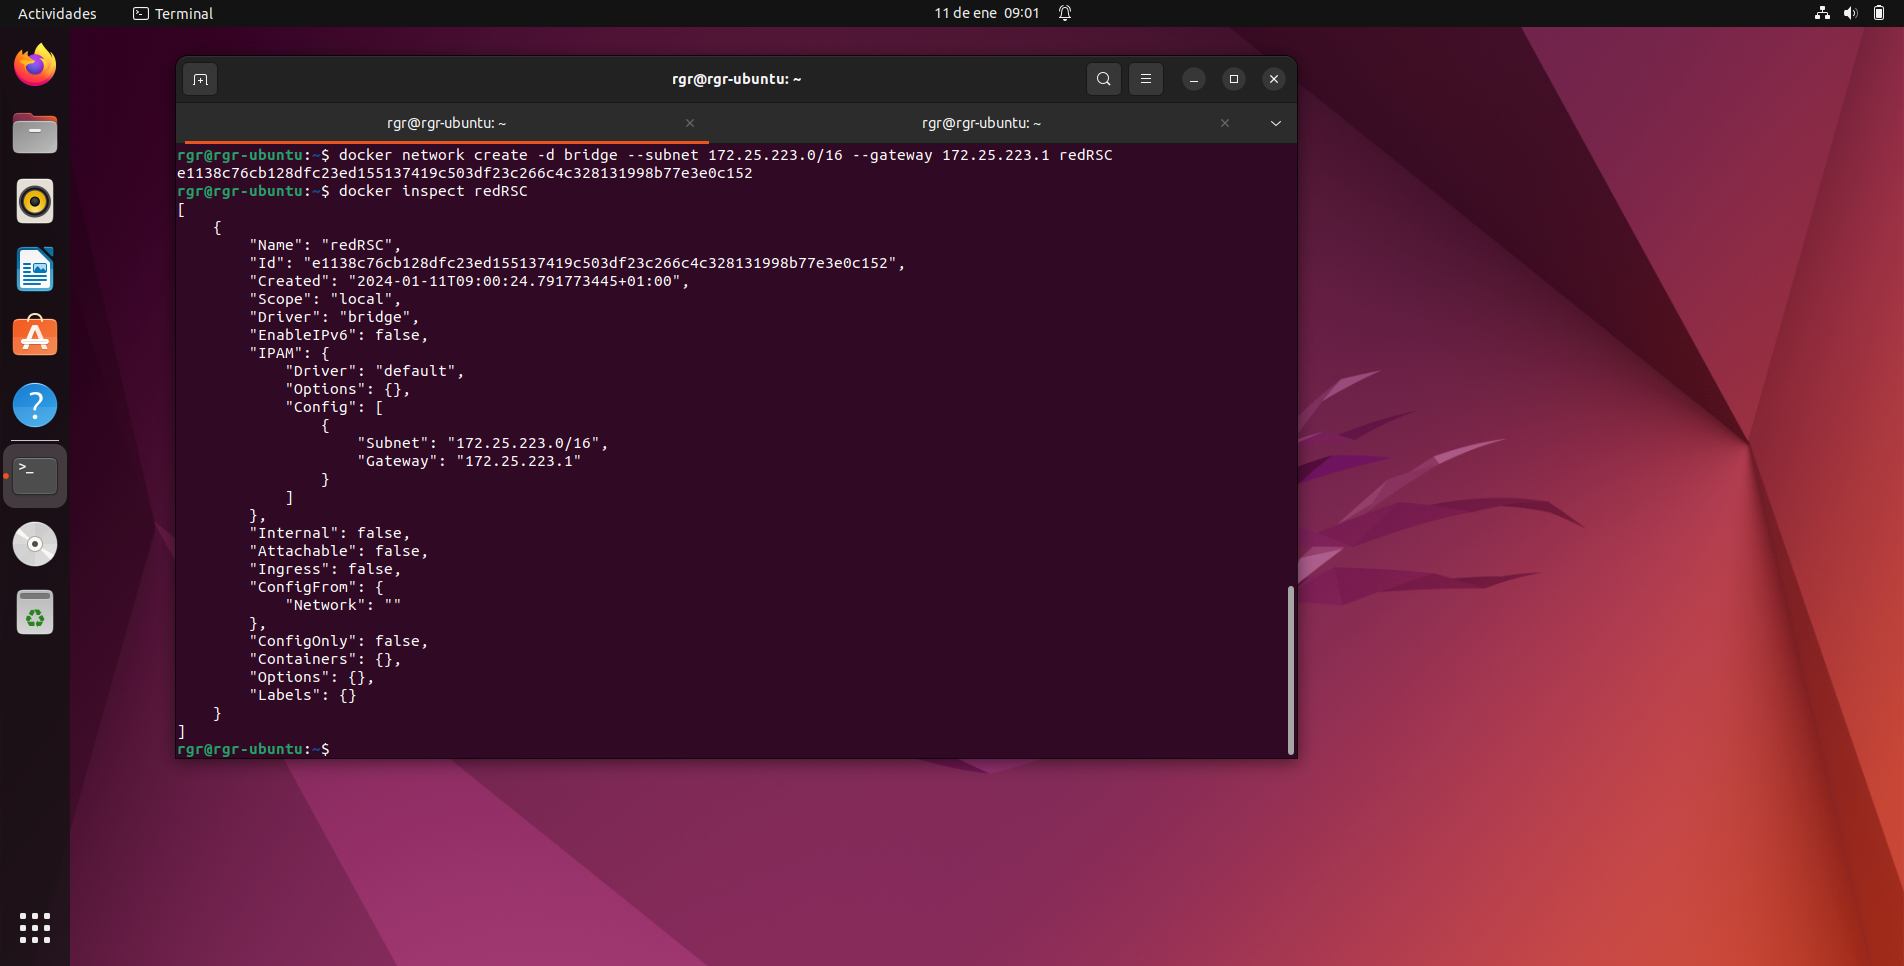 Actividades
Terminal
11 de ene 09:01
rgr@rgr-ubuntu: ~
rgr@rgr-ubuntu: ~
rgr@rgr-ubuntu: ~
rgr@rgr-ubuntu:~$ docker network create -d bridge --subnet 172.25.223.0/16 --gateway 172.25.223.1 redRSC
e1138c76cb128dfc23ed155137419c503df23c266c4c328131998b77e3e0c152
rgr@rgr-ubuntu:~$ docker inspect redRSC
[
    {
        "Name": "redRSC",
        "Id": "e1138c76cb128dfc23ed155137419c503df23c266c4c328131998b77e3e0c152",
        "Created": "2024-01-11T09:00:24.791773445+01:00",
        "Scope": "local",
        "Driver": "bridge",
        "EnableIPv6": false,
        "IPAM": {
            "Driver": "default",
            "Options": {},
            "Config": [
                {
                    "Subnet": "172.25.223.0/16",
                    "Gateway": "172.25.223.1"
                }
            ]
        },
        "Internal": false,
        "Attachable": false,
        "Ingress": false,
        "ConfigFrom": {
            "Network": ""
        },
        "ConfigOnly": false,
        "Containers": {},
        "Options": {},
        "Labels": {}
    }
]
rgr@rgr-ubuntu:~$